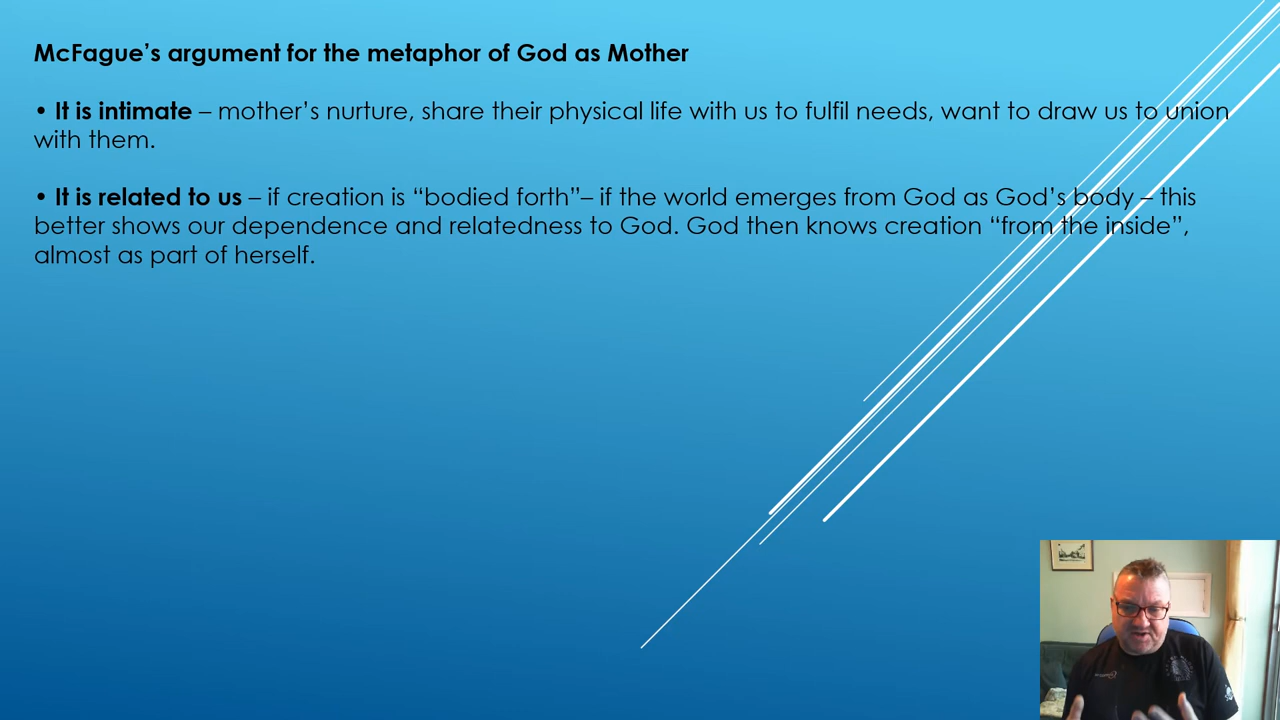 McFague’s argument for the metaphor of God as Mother
• It is intimate – mother’s nurture, share their physical life with us to fulfil needs, want to draw us to union
with them.
• It is related to us – if creation is “bodied forth”– if the world emerges from God as God’s body – this
better shows our dependence and relatedness to God. God then knows creation “from the inside”,
almost as part of herself.